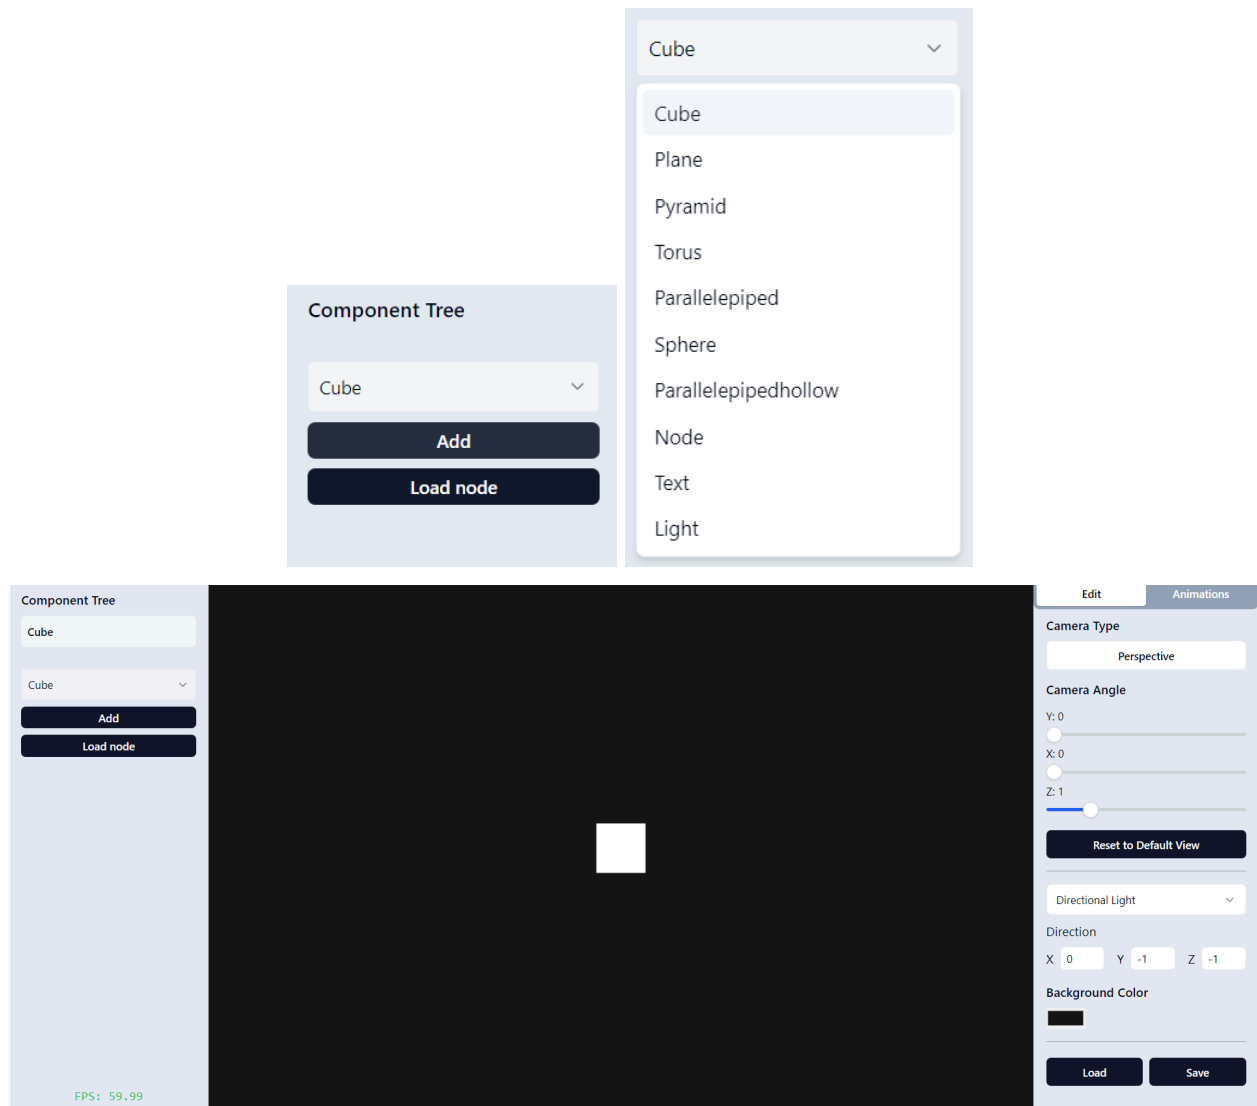 Component Tree
Cube
Add
Load node
Cube
Cube
Plane
Pyramid
Torus
Parallelepiped
Sphere
Parallelepipedhollow
Node
Text
Light
Component Tree
Cube
Cube
Add
Load node
FPS: 59.99
Edit Animations
Camera Type
Perspective
Camera Angle
Y: 0
X: 0
Z: 1
Reset to Default View
Directional Light
Direction
X 0 Y -1 Z -1
Background Color
Load Save